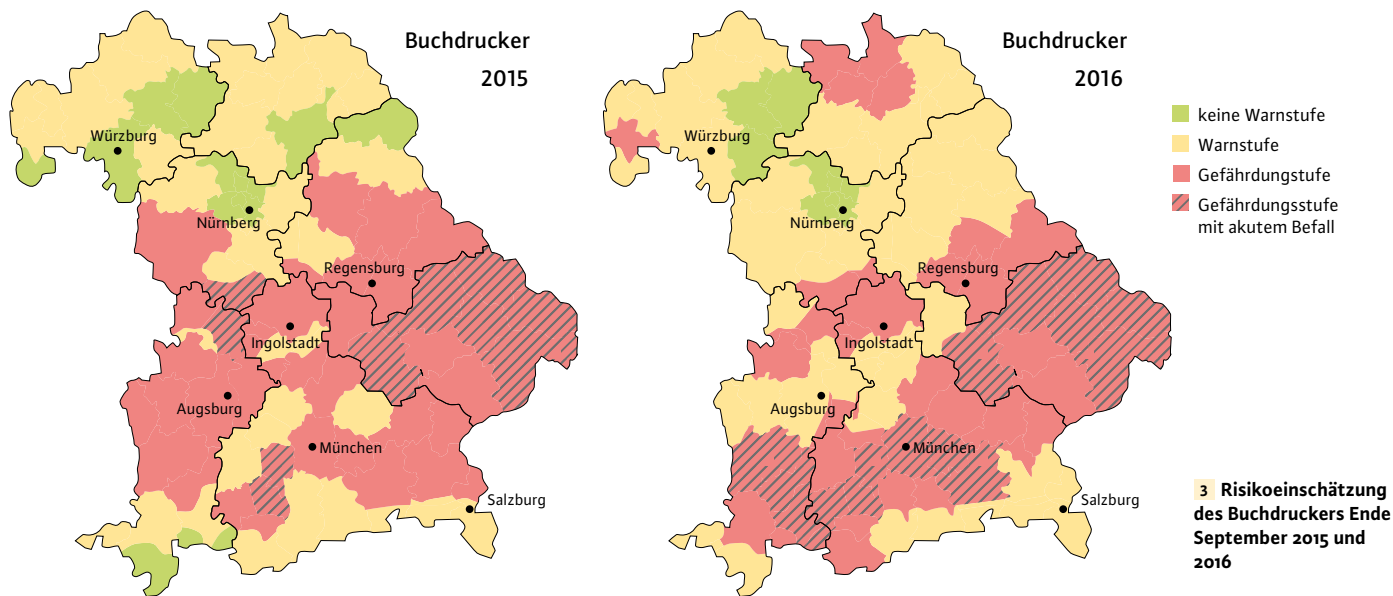 Buchdrucker
2015
Würzburg
Nürnberg
Regensburg
Ingolstadt
Augsburg
München
Salzburg
Buchdrucker
2016
Würzburg
Nürnberg
Regensburg
Ingolstadt
Augsburg
München
Salzburg
keine Warnstufe
Warnstufe
Gefährdungstufe
Gefährdungsstufe
mit akutem Befall
3 Risikoeinschätzung
des Buchdruckers Ende
September 2015 und
2016